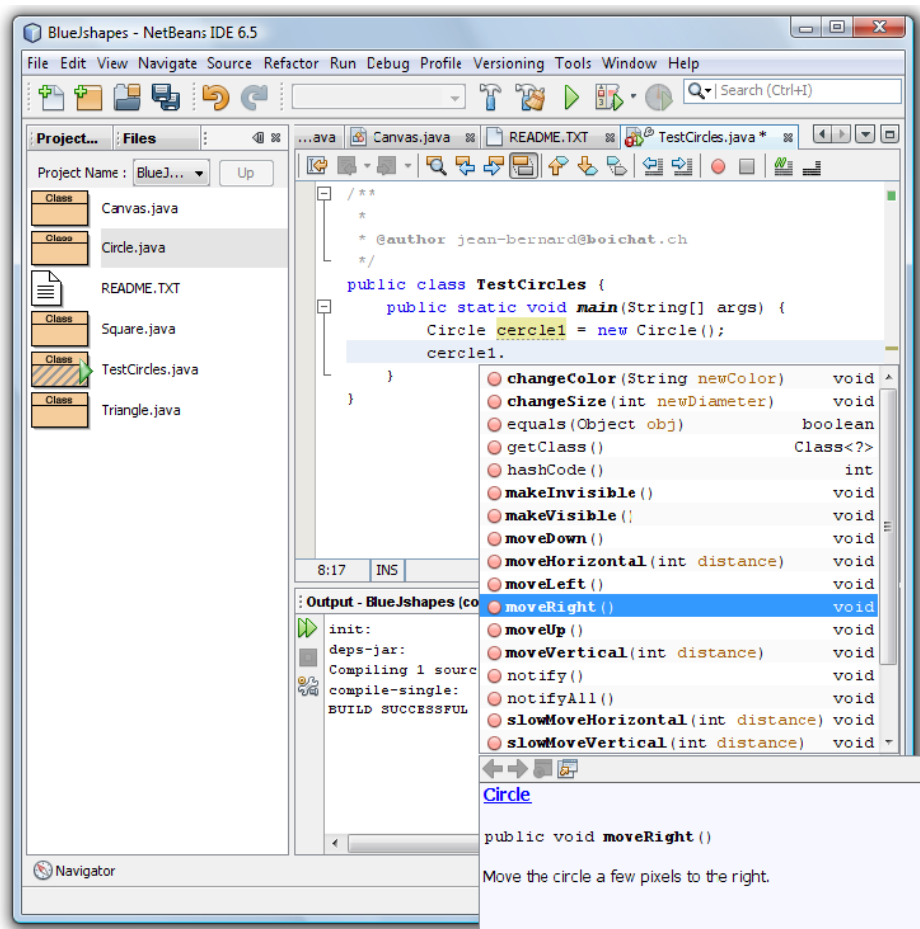 BlueJshapes - NetBeans IDE 6.5
File Edit View Navigate Source Refactor Run Debug Profile Versioning Tools Window Help
Search (Ctrl+I)
Project... Files
...ava Canvas.java README.TXT TestCircles.java *
Project Name : BlueJ... Up
Class
Canvas.java
Class
Circle.java
README.TXT
Class
Square.java
Class
TestCircles.java
Class
Triangle.java
/**
*
* @author jean-bernard@boichat.ch
*/
public class TestCircles {
public static void main(String[] args) {
Circle cercle1 = new Circle();
cercle1.
}
}
changeColor(String newColor) void
changeSize(int newDiameter) void
equals(Object obj) boolean
getClass() Class<?>
hashCode() int
makeInvisible() void
makeVisible() void
moveDown() void
moveHorizontal(int distance) void
moveLeft() void
moveRight() void
moveUp() void
moveVertical(int distance) void
notify() void
notifyAll() void
slowMoveHorizontal(int distance) void
slowMoveVertical(int distance) void
8:17 INS
Output - BlueJshapes (co
init:
deps-jar:
Compiling 1 sourc
compile-single:
BUILD SUCCESSFUL
Circle
public void moveRight()
Move the circle a few pixels to the right.
Navigator